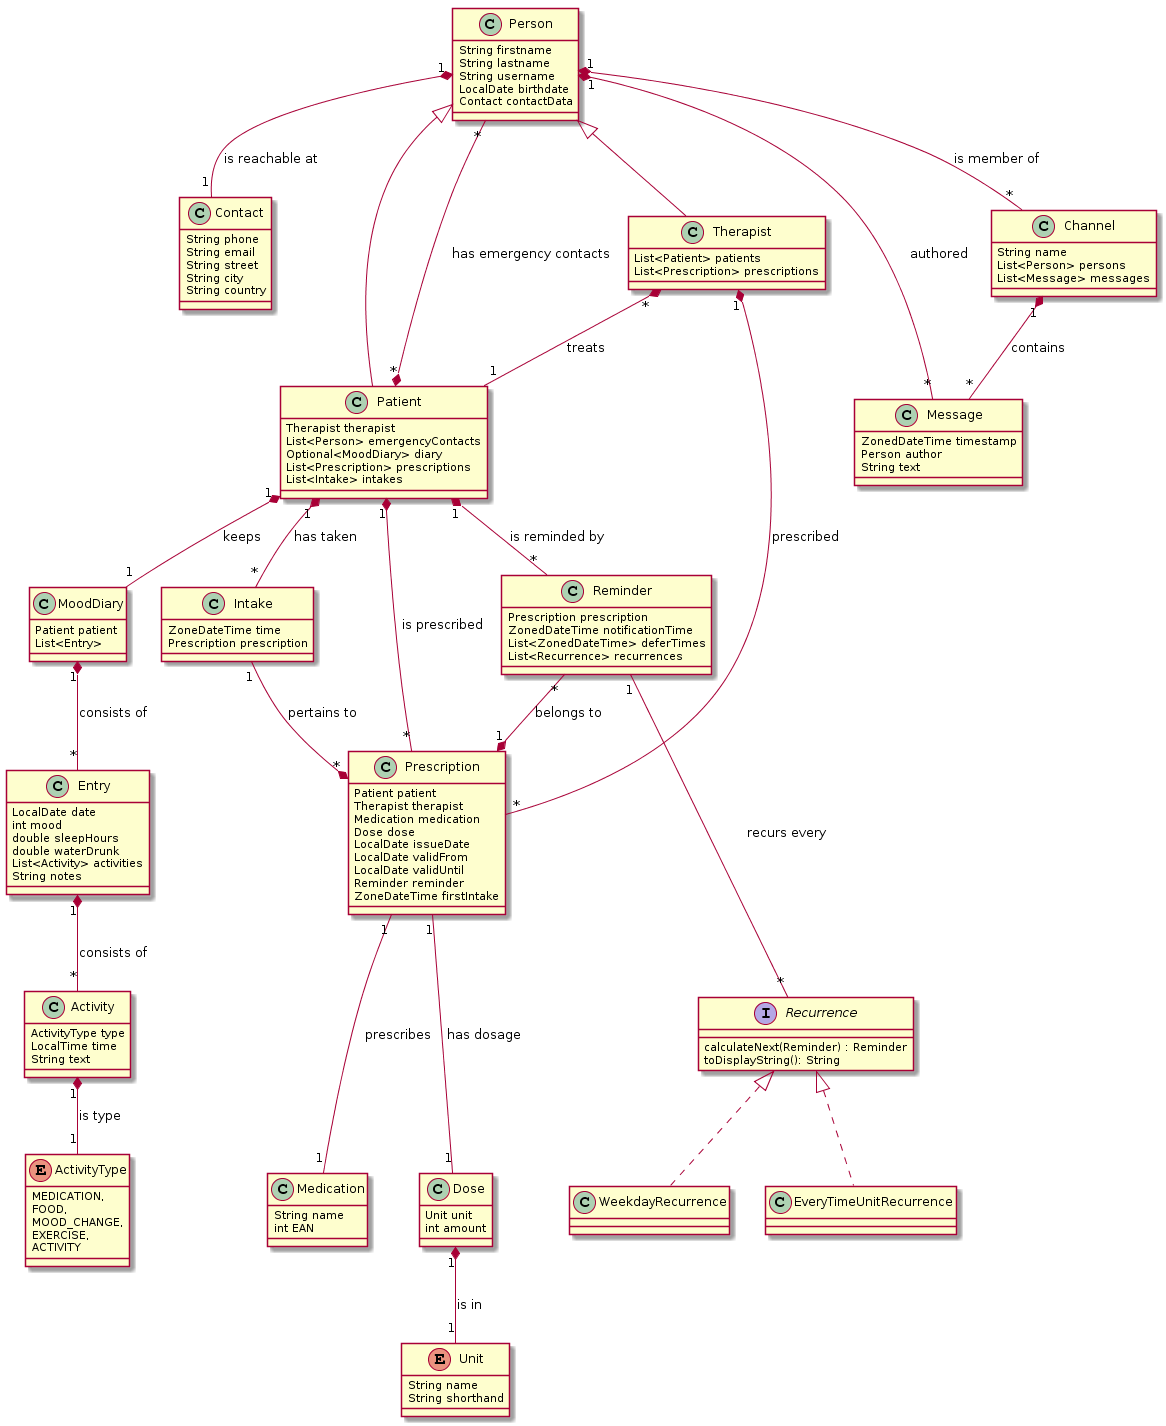 C Person
String firstname
String lastname
String username
LocalDate birthdate
Contact contactData
1
1
1
is reachable at
1
*
is member of
*
C Contact
String phone
String email
String street
String city
String country
C Therapist
List<Patient> patients
List<Prescription> prescriptions
C Channel
String name
List<Person> persons
List<Message> messages
has emergency contacts
authored
*
1
1
treats
contains
*
1
*
*
C Patient
Therapist therapist
List<Person> emergencyContacts
Optional<MoodDiary> diary
List<Prescription> prescriptions
List<Intake> intakes
C Message
ZonedDateTime timestamp
Person author
String text
1
1
1
1
keeps
has taken
is reminded by
prescribed
1
*
*
C MoodDiary
Patient patient
List<Entry>
C Intake
ZoneDateTime time
Prescription prescription
is prescribed
C Reminder
Prescription prescription
ZonedDateTime notificationTime
List<ZonedDateTime> deferTimes
List<Recurrence> recurrences
1
1
*
1
consists of
pertains to
belongs to
*
*
*
1
*
C Entry
LocalDate date
int mood
double sleepHours
double waterDrunk
List<Activity> activities
String notes
C Prescription
Patient patient
Therapist therapist
Medication medication
Dose dose
LocalDate issueDate
LocalDate validFrom
LocalDate validUntil
Reminder reminder
ZoneDateTime firstIntake
recurs every
1
1
1
consists of
*
*
C Activity
ActivityType type
LocalTime time
String text
prescribes
has dosage
I Recurrence
calculateNext(Reminder) : Reminder
toDisplayString(): String
1
is type
1
1
1
E ActivityType
MEDICATION,
FOOD,
MOOD_CHANGE,
EXERCISE,
ACTIVITY
C Medication
String name
int EAN
C Dose
Unit unit
int amount
C WeekdayRecurrence
C EveryTimeUnitRecurrence
1
is in
1
E Unit
String name
String shorthand